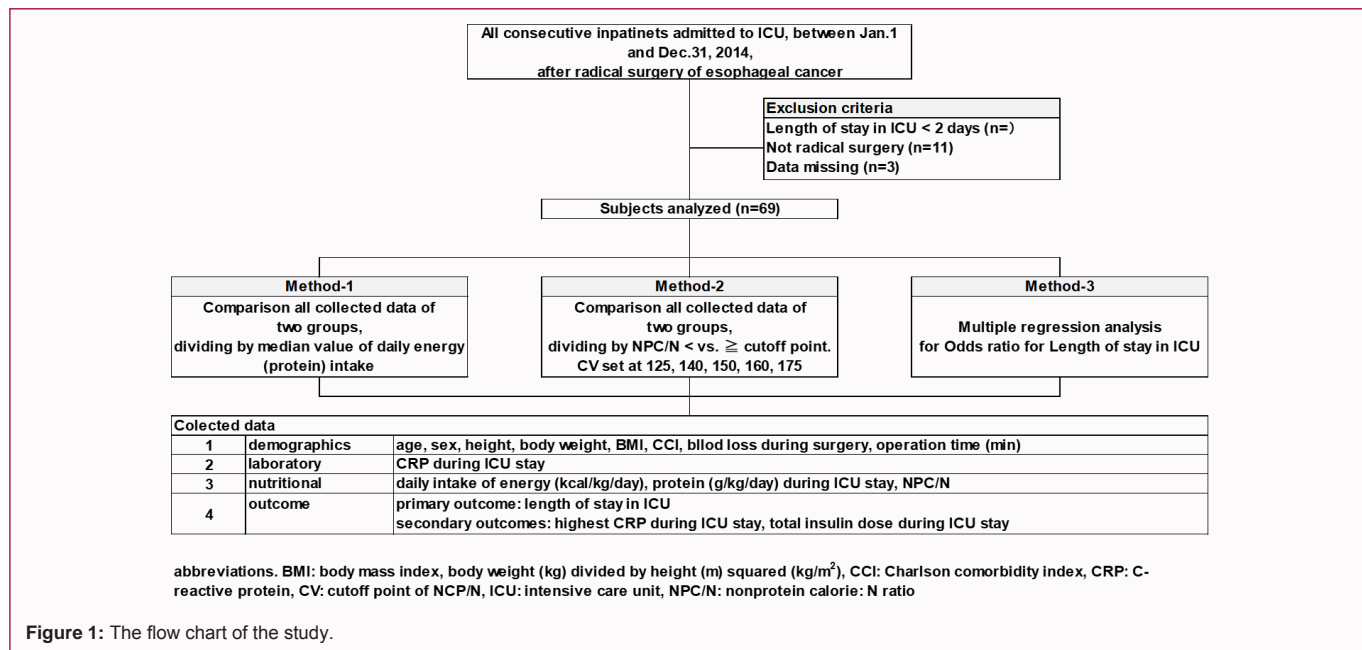 All consecutive inpatinets admitted to ICU, between Jan.1
and Dec.31, 2014,
after radical surgery of esophageal cancer
Exclusion criteria
Length of stay in ICU < 2 days (n=）
Not radical surgery (n=11)
Data missing (n=3)
Subjects analyzed (n=69)
Method-1
Comparison all collected data of
two groups,
dividing by median value of daily energy
(protein) intake
Method-2
Comparison all collected data of
two groups,
dividing by NPC/N < vs. ≧ cutoff point.
CV set at 125, 140, 150, 160, 175
Method-3
Multiple regression analysis
for Odds ratio for Length of stay in ICU
Colected data
1 demographics age, sex, height, body weight, BMI, CCI, bllod loss during surgery, operation time (min)
2 laboratory CRP during ICU stay
3 nutritional daily intake of energy (kcal/kg/day), protein (g/kg/day) during ICU stay, NPC/N
4 outcome primary outcome: length of stay in ICU
secondary outcomes: highest CRP during ICU stay, total insulin dose during ICU stay
abbreviations. BMI: body mass index, body weight (kg) divided by height (m) squared (kg/m²), CCI: Charlson comorbidity index, CRP: C-
reactive protein, CV: cutoff point of NCP/N, ICU: intensive care unit, NPC/N: nonprotein calorie: N ratio
Figure 1: The flow chart of the study.